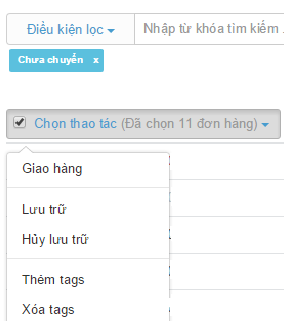 Điều kiện lọc
Nhập từ khóa tìm kiếm
Chưa chuyển x
Chọn thao tác (Đã chọn 11 đơn hàng)
Giao hàng
Lưu trữ
Hủy lưu trữ
Thêm tags
Xóa tags